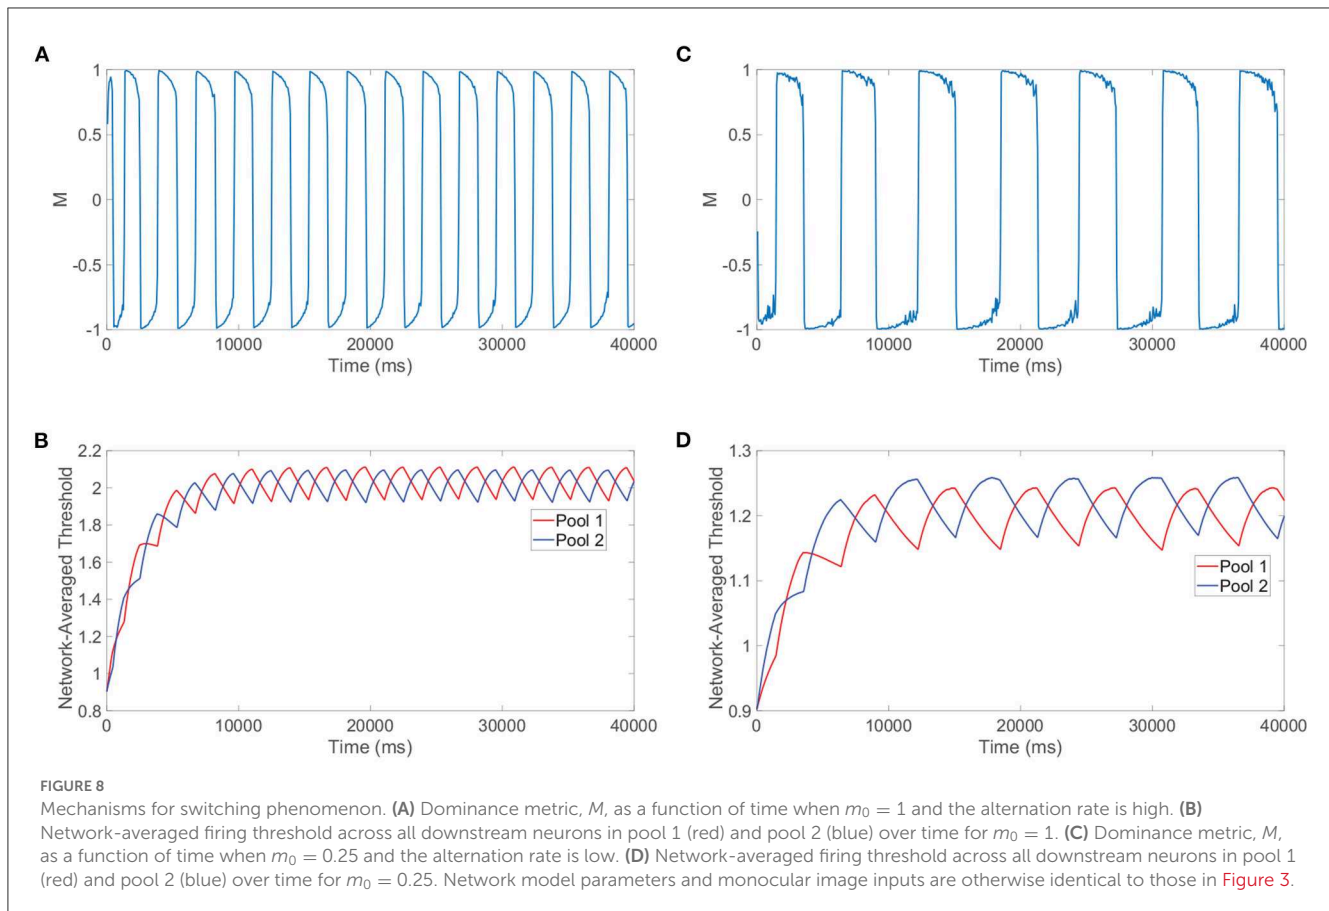 A
1
0.5
0
-0.5
-1
M
0 10000 20000 30000 40000
Time (ms)
C
1
0.5
0
-0.5
-1
M
0 10000 20000 30000 40000
Time (ms)
B
2.2
2
1.8
1.6
1.4
1.2
1
0.8
Network-Averaged Threshold
Pool 1
Pool 2
0 10000 20000 30000 40000
Time (ms)
D
1.3
1.2
1.1
1
0.9
Network-Averaged Threshold
Pool 1
Pool 2
0 10000 20000 30000 40000
Time (ms)
FIGURE 8
Mechanisms for switching phenomenon. (A) Dominance metric, M, as a function of time when m₀ = 1 and the alternation rate is high. (B)
Network-averaged firing threshold across all downstream neurons in pool 1 (red) and pool 2 (blue) over time for m₀ = 1. (C) Dominance metric, M,
as a function of time when m₀ = 0.25 and the alternation rate is low. (D) Network-averaged firing threshold across all downstream neurons in pool 1
(red) and pool 2 (blue) over time for m₀ = 0.25. Network model parameters and monocular image inputs are otherwise identical to those in Figure 3.